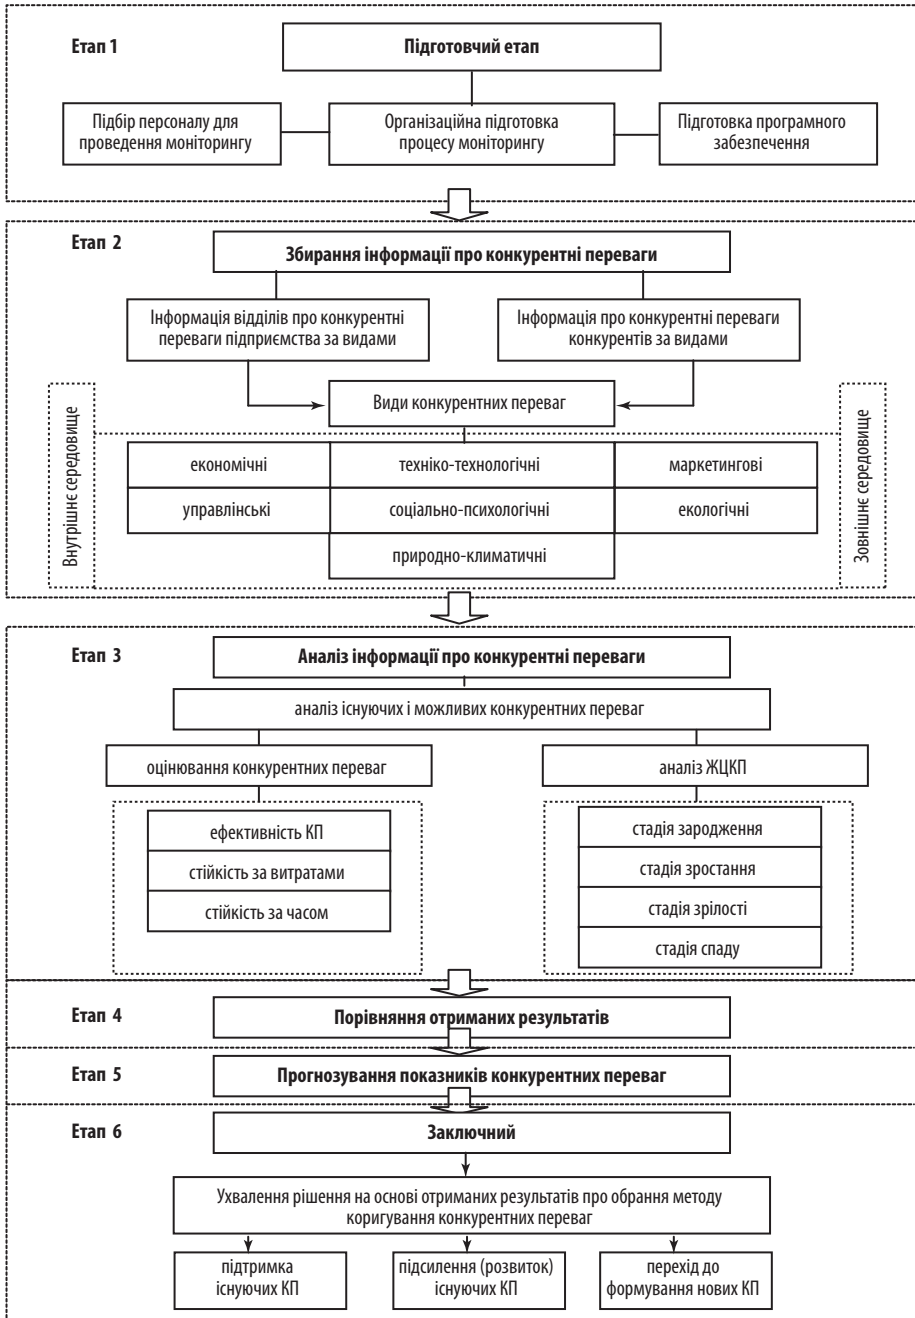 Етап 1
Підготовчий етап
Підбір персоналу для
проведення моніторингу
Організаційна підготовка
процесу моніторингу
Підготовка програмного
забезпечення
Етап 2
Збирання інформації про конкурентні переваги
Інформація відділів про конкурентні
переваги підприємства за видами
Інформація про конкурентні переваги
конкурентів за видами
Види конкурентних переваг
Внутрішнє середовище
економічні
техніко-технологічні
маркетингові
управлінські
соціально-психологічні
екологічні
природно-климатичні
Зовнішнє середовище
Етап 3
Аналіз інформації про конкурентні переваги
аналіз існуючих і можливих конкурентних переваг
оцінювання конкурентних переваг
аналіз ЖЦКП
ефективність КП
стійкість за витратами
стійкість за часом
стадія зародження
стадія зростання
стадія зрілості
стадія спаду
Етап 4
Порівняння отриманих результатів
Етап 5
Прогнозування показників конкурентних переваг
Етап 6
Заключний
Ухвалення рішення на основі отриманих результатів про обрання методу
коригування конкурентних переваг
підтримка
існуючих КП
підсилення (розвиток)
існуючих КП
перехід до
формування нових КП